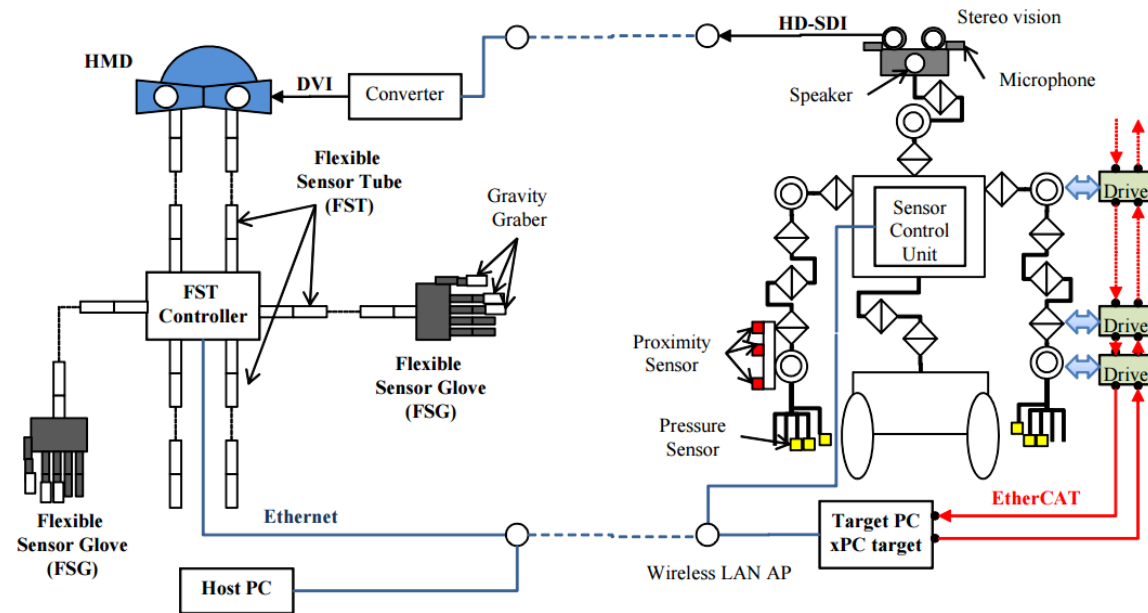 HD-SDI
Stereo vision
HMD
DVI
Converter
Speaker
Microphone
Flexible
Sensor Tube
(FST)
Gravity
Graber
Sensor
Control
Unit
Drive
FST
Controller
Drive
Proximity
Sensor
Drive
Flexible
Sensor Glove
(FSG)
Pressure
Sensor
EtherCAT
Ethernet
Target PC
xPC target
Flexible
Sensor Glove
(FSG)
Wireless LAN AP
Host PC